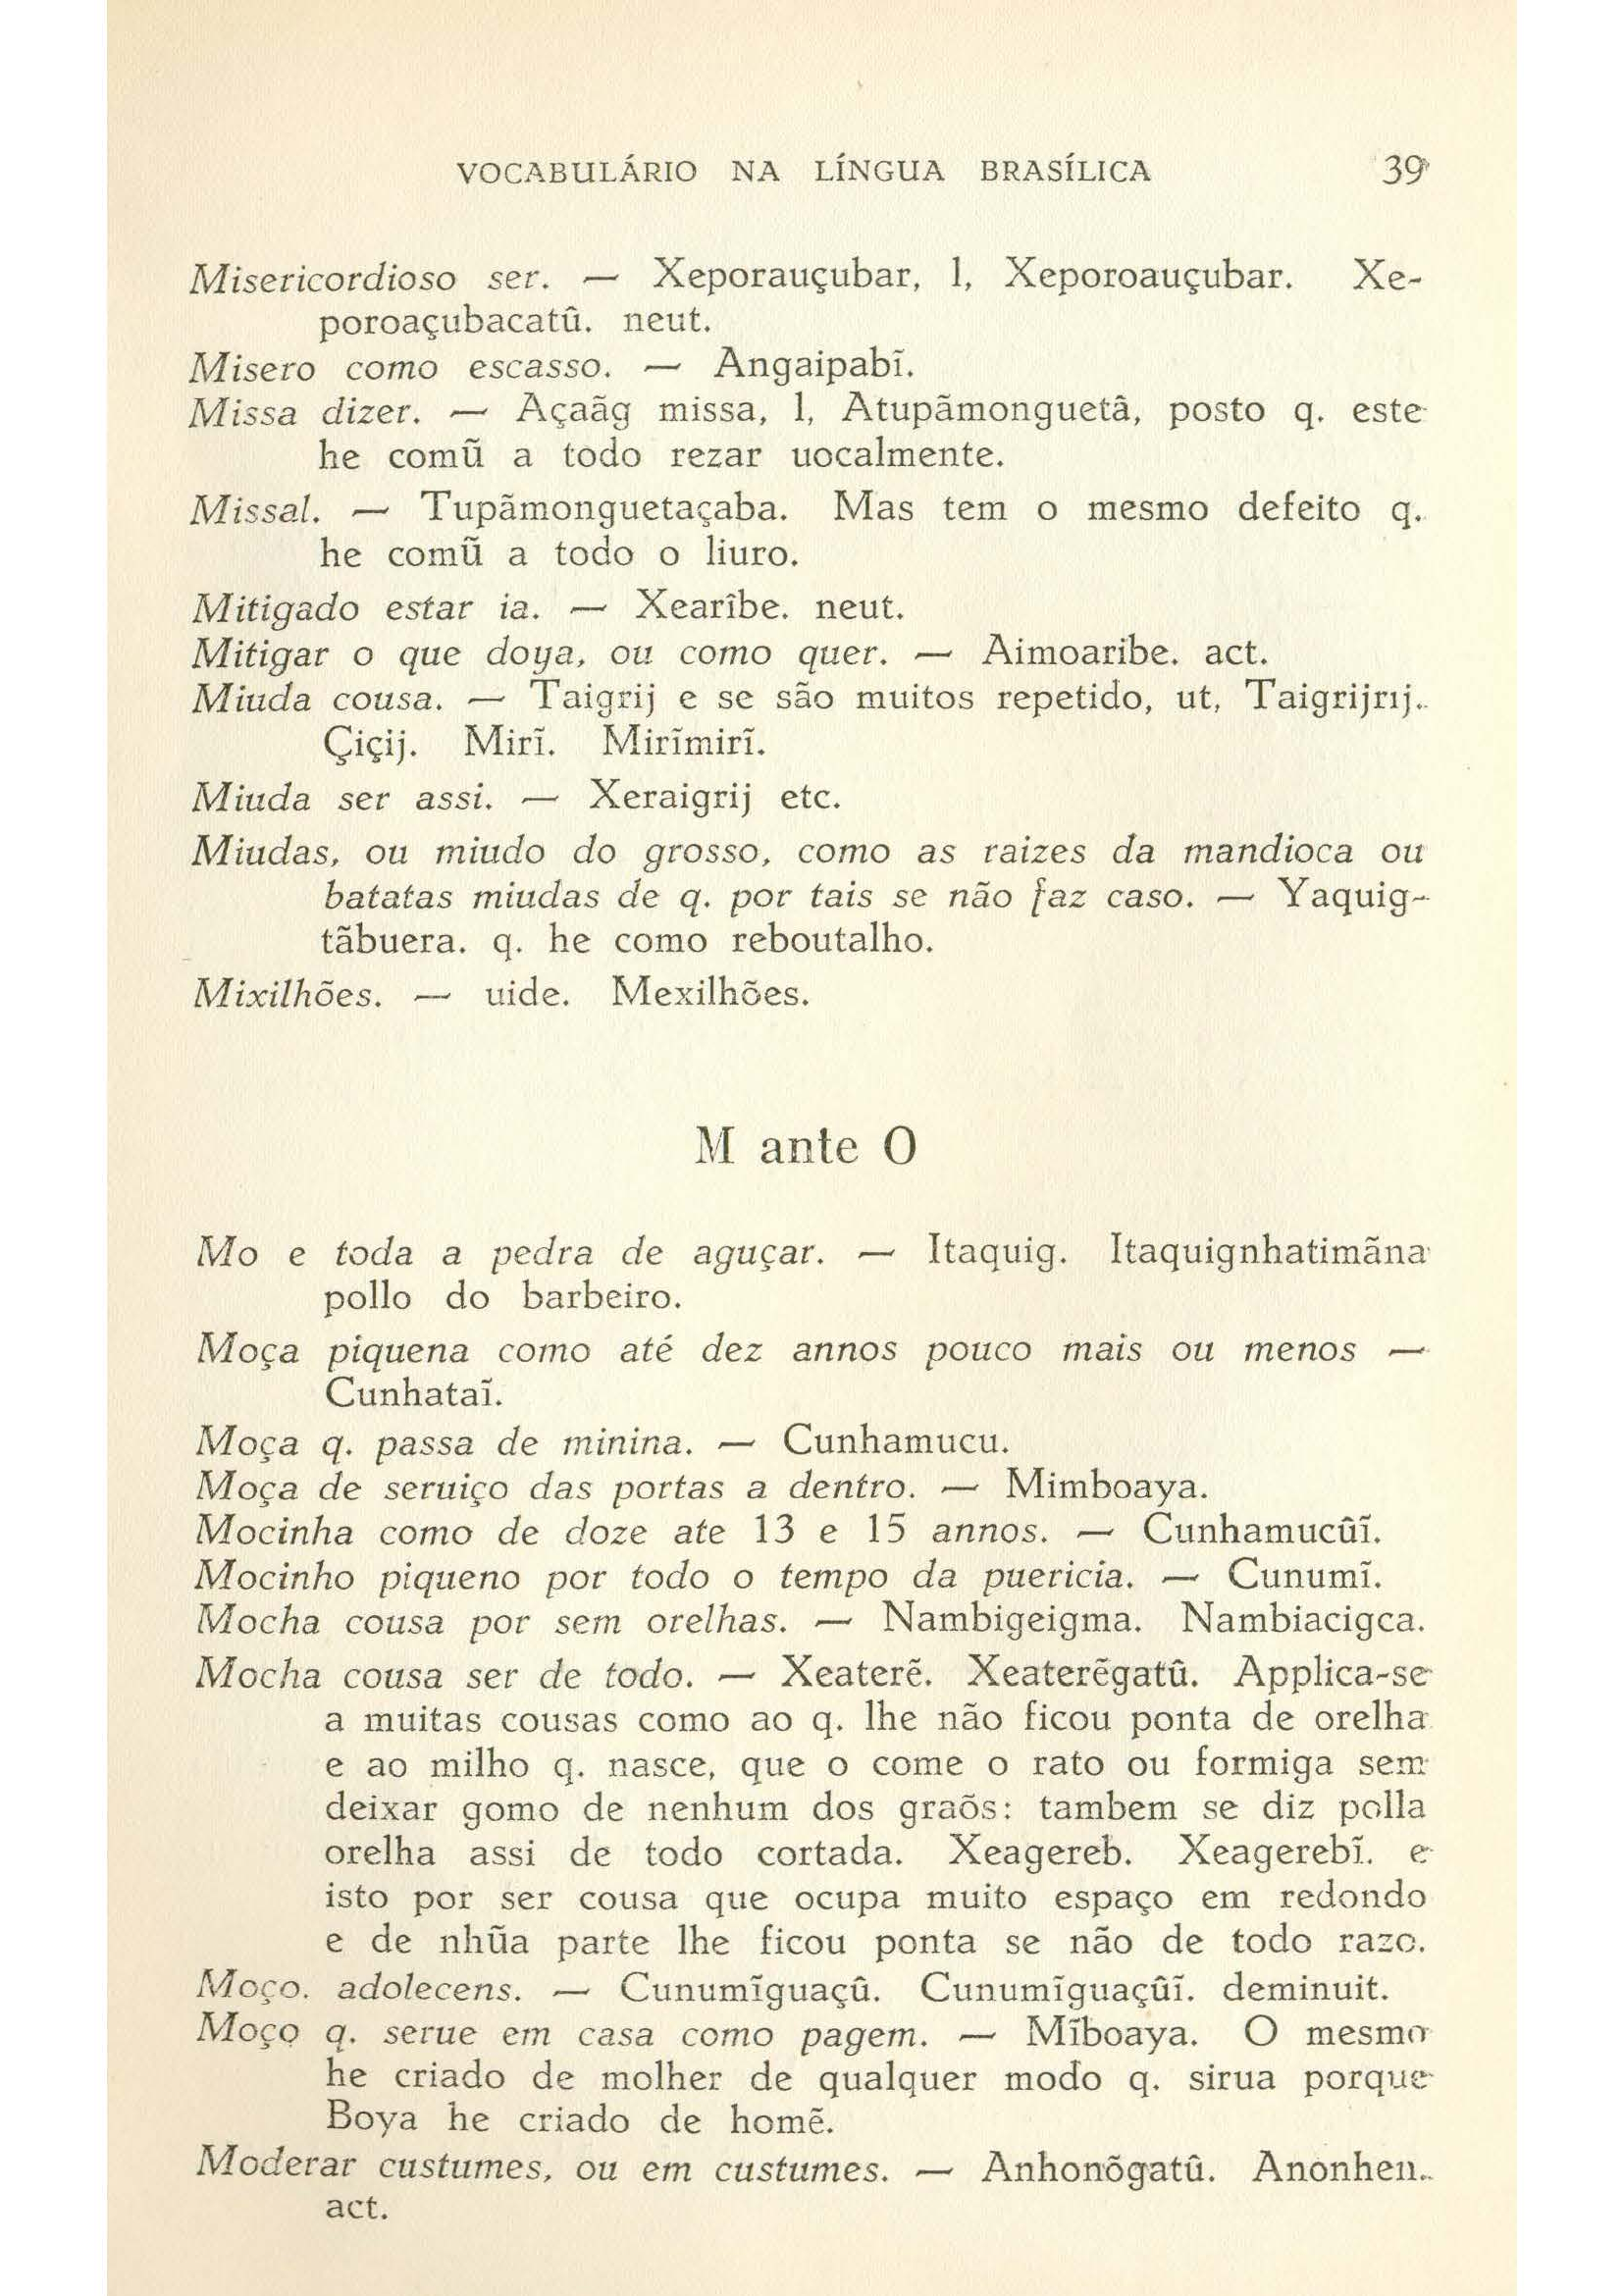 VOCABULÁRIO NA LÍNGUA BRASÍLICA 39
Misericordioso ser. — Xeporauçubar, l, Xeporoauçubar. Xe-
poroaçubacatû. neut.
Misero como escasso. — Angaipabĩ.
Missa dizer. — Açaãg missa, l, Atupãmonguetâ, posto q. este
he comũ a todo rezar uocalmente.
Missal. — Tupãmonguetaçaba. Mas tem o mesmo defeito q.
he comũ a todo o liuro.
Mitigado estar ia. — Xearîbe. neut.
Mitigar o que doya, ou como quer. — Aimoaribe. act.
Miuda cousa. — Taigrij e se são muitos repetido, ut, Taigrijrij.
Çiçij. Mirĩ. Mirĩmirĩ.
Miuda ser assi. — Xeraigrij etc.
Miudas, ou miudo do grosso, como as raizes da mandioca ou
batatas miudas de q. por tais se não faz caso. — Yaquig-
tãbuera. q. he como reboutalho.
Mixilhões. — uide. Mexilhões.
M ante O
Mo e toda a pedra de aguçar. — Itaquig. Itaquignhatimãna
pollo do barbeiro.
Moça piquena como até dez annos pouco mais ou menos —
Cunhataĩ.
Moça q. passa de minina. — Cunhamucu.
Moça de seruiço das portas a dentro. — Mimboaya.
Mocinha como de doze ate 13 e 15 annos. — Cunhamucûĩ.
Mocinho piqueno por todo o tempo da puericia. — Cunumĩ.
Mocha cousa por sem orelhas. — Nambigeigma. Nambiacigca.
Mocha cousa ser de todo. — Xeaterẽ. Xeaterẽgatû. Applica-se
a muitas cousas como ao q. lhe não ficou ponta de orelha
e ao milho q. nasce, que o come o rato ou formiga sem
deixar gomo de nenhum dos graõs: tambem se diz polla
orelha assi de todo cortada. Xeagereb. Xeagerebĩ. e
isto por ser cousa que ocupa muito espaço em redondo
e de nhũa parte lhe ficou ponta se não de todo razo.
Moço. adolecens. — Cunumĩguaçû. Cunumĩguaçûĩ. deminuit.
Moço q. serue em casa como pagem. — Mĩboaya. O mesmo
he criado de molher de qualquer modo q. sirua porque
Boya he criado de homẽ.
Moderar custumes, ou em custumes. — Anhonõgatû. Anonhen.
act.